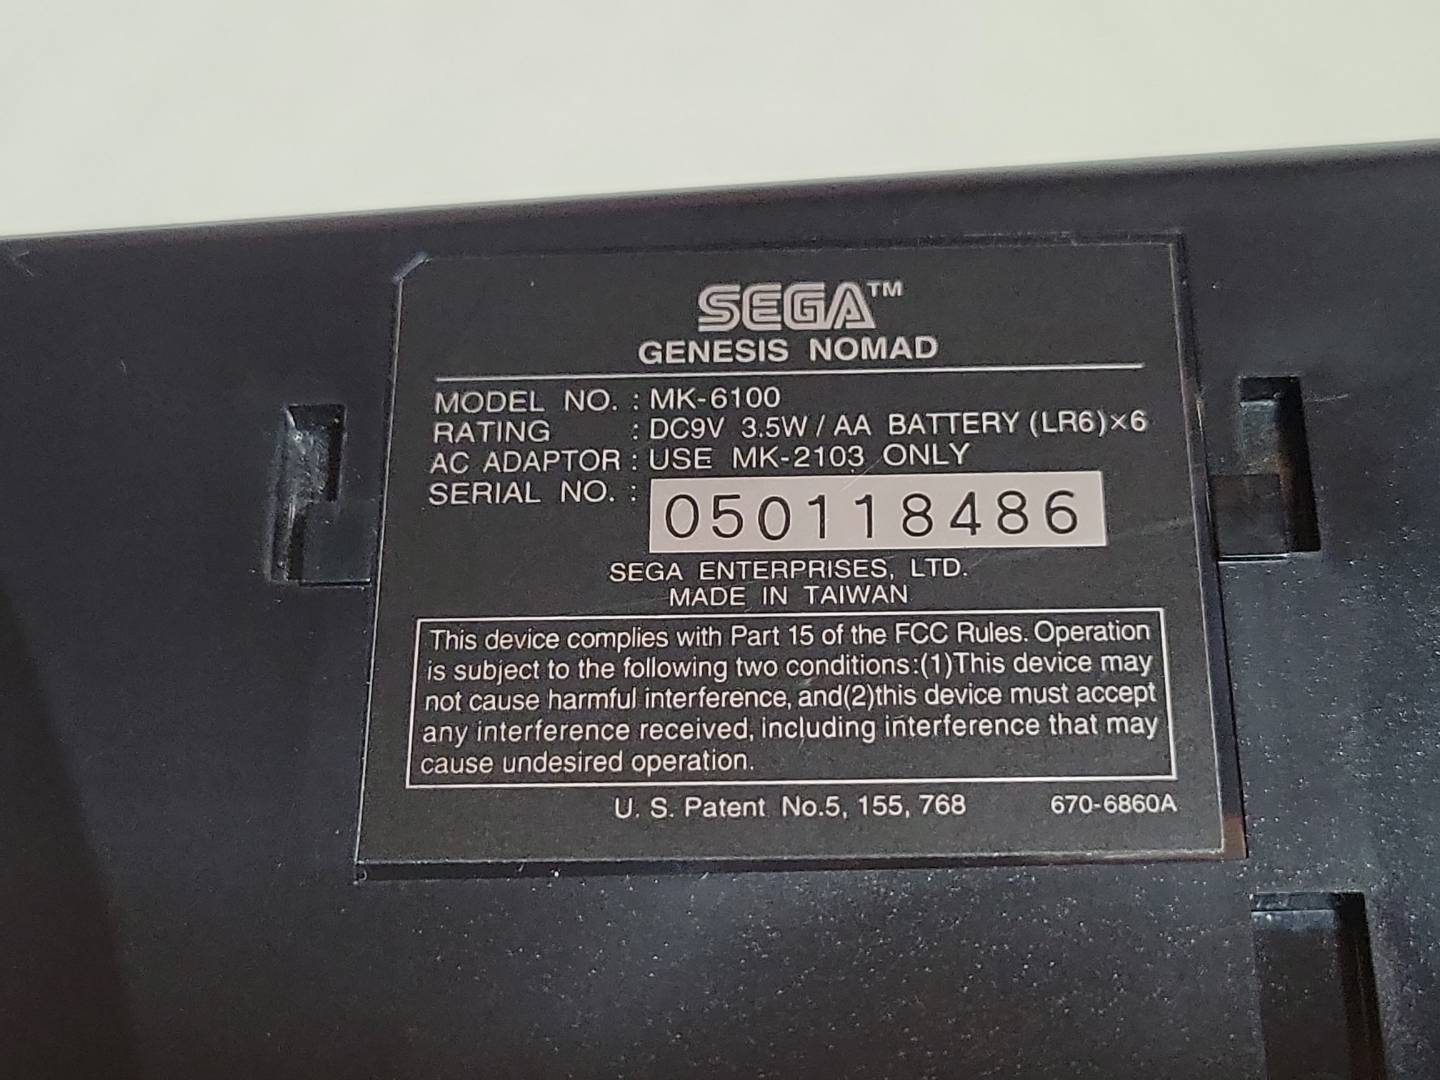 SEGA™
GENESIS NOMAD
MODEL NO. : MK-6100
RATING : DC9V 3.5W / AA BATTERY (LR6)×6
AC ADAPTOR : USE MK-2103 ONLY
SERIAL NO. : 050118486
SEGA ENTERPRISES, LTD.
MADE IN TAIWAN
This device complies with Part 15 of the FCC Rules. Operation
is subject to the following two conditions:(1)This device may
not cause harmful interference, and(2)this device must accept
any interference received, including interference that may
cause undesired operation.
U. S. Patent No.5, 155, 768 670-6860A